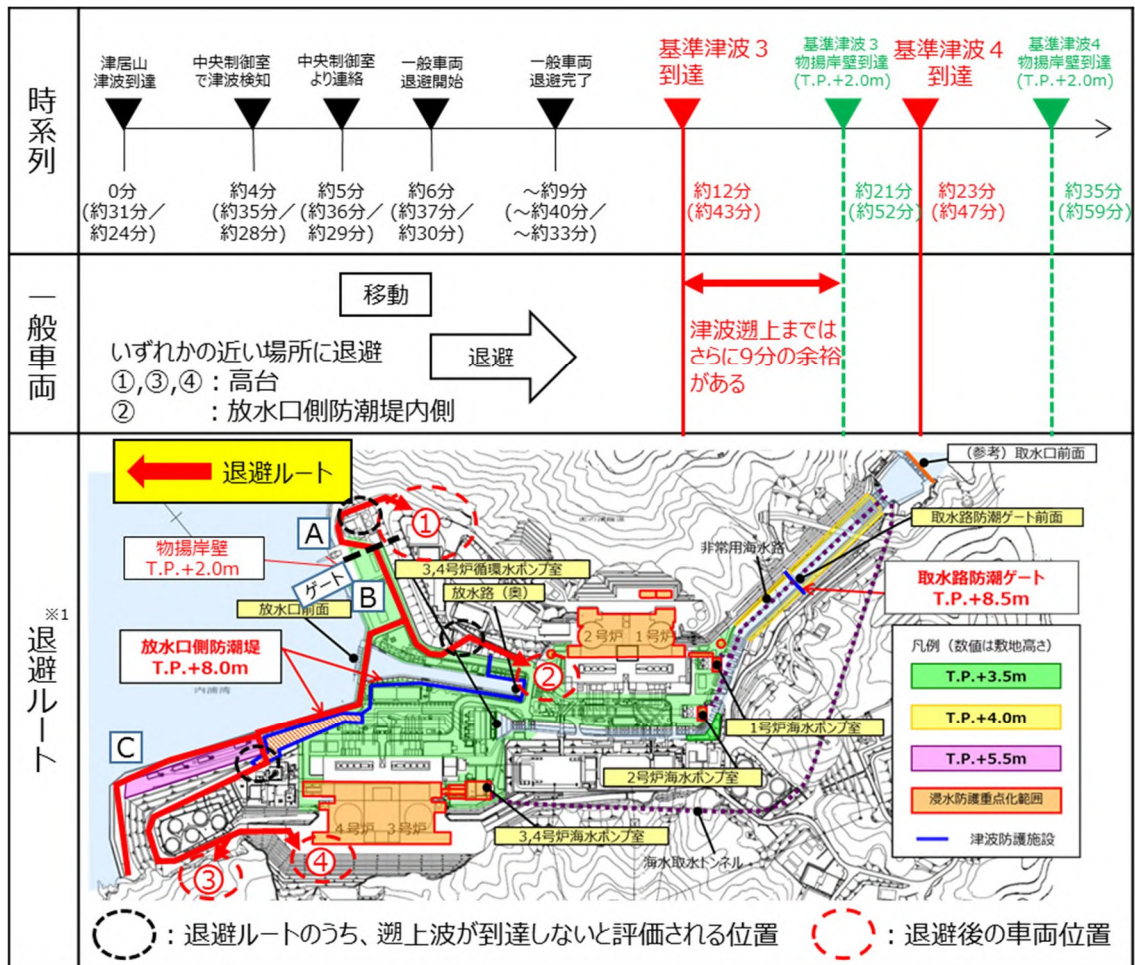 時系列
津居山
津波到達
中央制御室
で津波検知
中央制御室
より連絡
一般車両
退避開始
一般車両
退避完了
基準津波3
到達
基準津波3
物揚岸壁到達
(T.P.+2.0m)
基準津波4
到達
基準津波4
物揚岸壁到達
(T.P.+2.0m)
0分
(約31分/
約24分)
約4分
(約35分/
約28分)
約5分
(約36分/
約29分)
約6分
(約37分/
約30分)
～約9分
(～約40分/
～約33分)
約12分
(約43分)
約21分
(約52分)
約23分
(約47分)
約35分
(約59分)
一般車両
移動
いずれかの近い場所に退避
①,③,④：高台
②　　　：放水口側防潮堤内側
退避
津波遡上までは
さらに9分の余裕
がある
※1
退避ルート
退避ルート
A
①
物揚岸壁
T.P.+2.0m
ゲート
B
3,4号炉循環水ポンプ室
放水口前面
放水路（奥）
放水口側防潮堤
T.P.+8.0m
内浦湾
②
2号炉
1号炉
非常用海水路
（参考）取水口前面
取水路防潮ゲート前面
取水路防潮ゲート
T.P.+8.5m
凡例（数値は敷地高さ）
T.P.+3.5m
T.P.+4.0m
T.P.+5.5m
浸水防護重点化範囲
津波防護施設
1号炉海水ポンプ室
2号炉海水ポンプ室
C
4号炉
3号炉
3,4号炉海水ポンプ室
海水取水トンネル
③
④
：退避ルートのうち、遡上波が到達しないと評価される位置
：退避後の車両位置